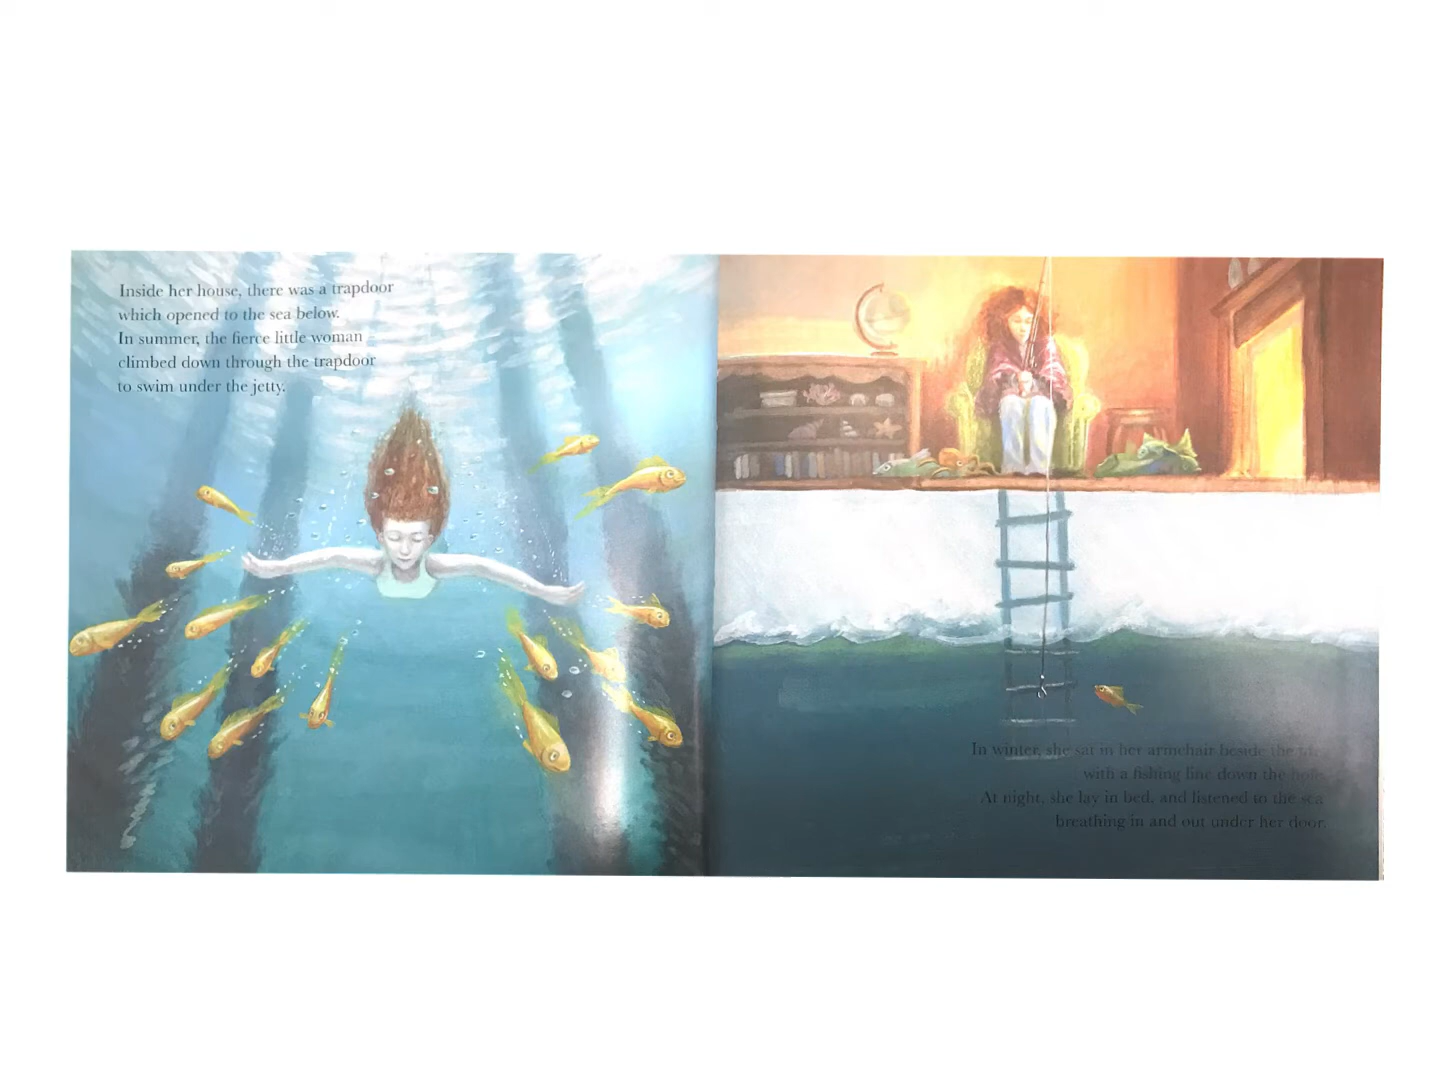 Inside her house, there was a trapdoor
which opened to the sea below.
In summer, the fierce little woman
climbed down through the trapdoor
to swim under the jetty.
In winter, she sat in her armchair beside the fire
with a fishing line down the hole.
At night, she lay in bed, and listened to the sea
breathing in and out under her door.